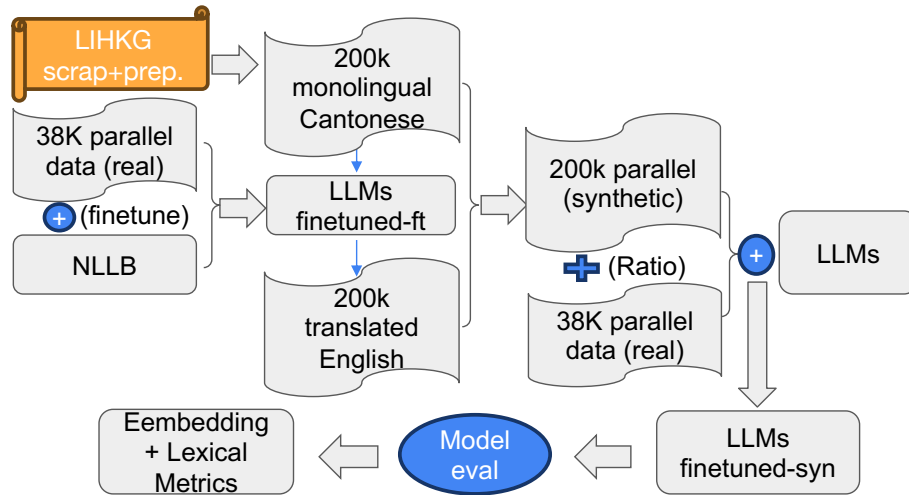 LIHKG
scrap+prep.
200k
monolingual
Cantonese
38K parallel
data (real)
+ (finetune)
NLLB
LLMs
finetuned-ft
200k
translated
English
200k parallel
(synthetic)
(Ratio)
38K parallel
data (real)
+
LLMs
LLMs
finetuned-syn
Model
eval
Eembedding
+ Lexical
Metrics